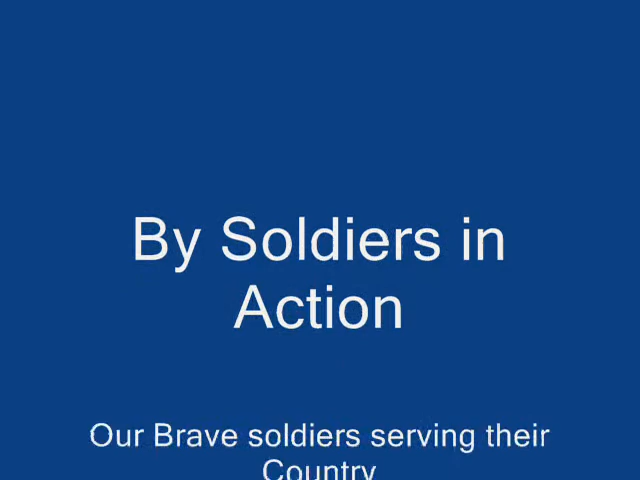 By Soldiers in
Action
Our Brave soldiers serving their
Country